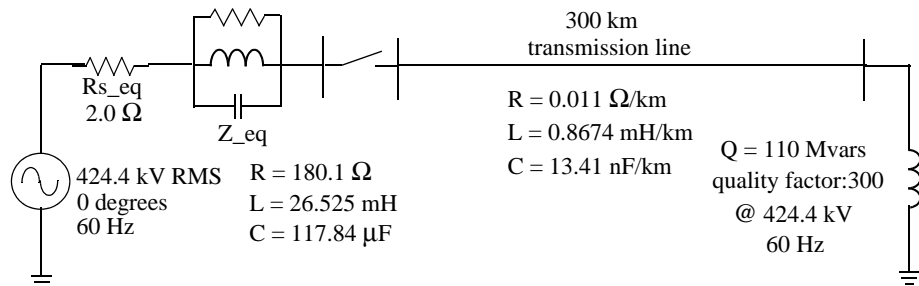 300 km
transmission line
Rs_eq
2.0 Ω
Z_eq
R = 0.011 Ω/km
L = 0.8674 mH/km
C = 13.41 nF/km
424.4 kV RMS
0 degrees
60 Hz
R = 180.1 Ω
L = 26.525 mH
C = 117.84 μF
Q = 110 Mvars
quality factor:300
@ 424.4 kV
60 Hz